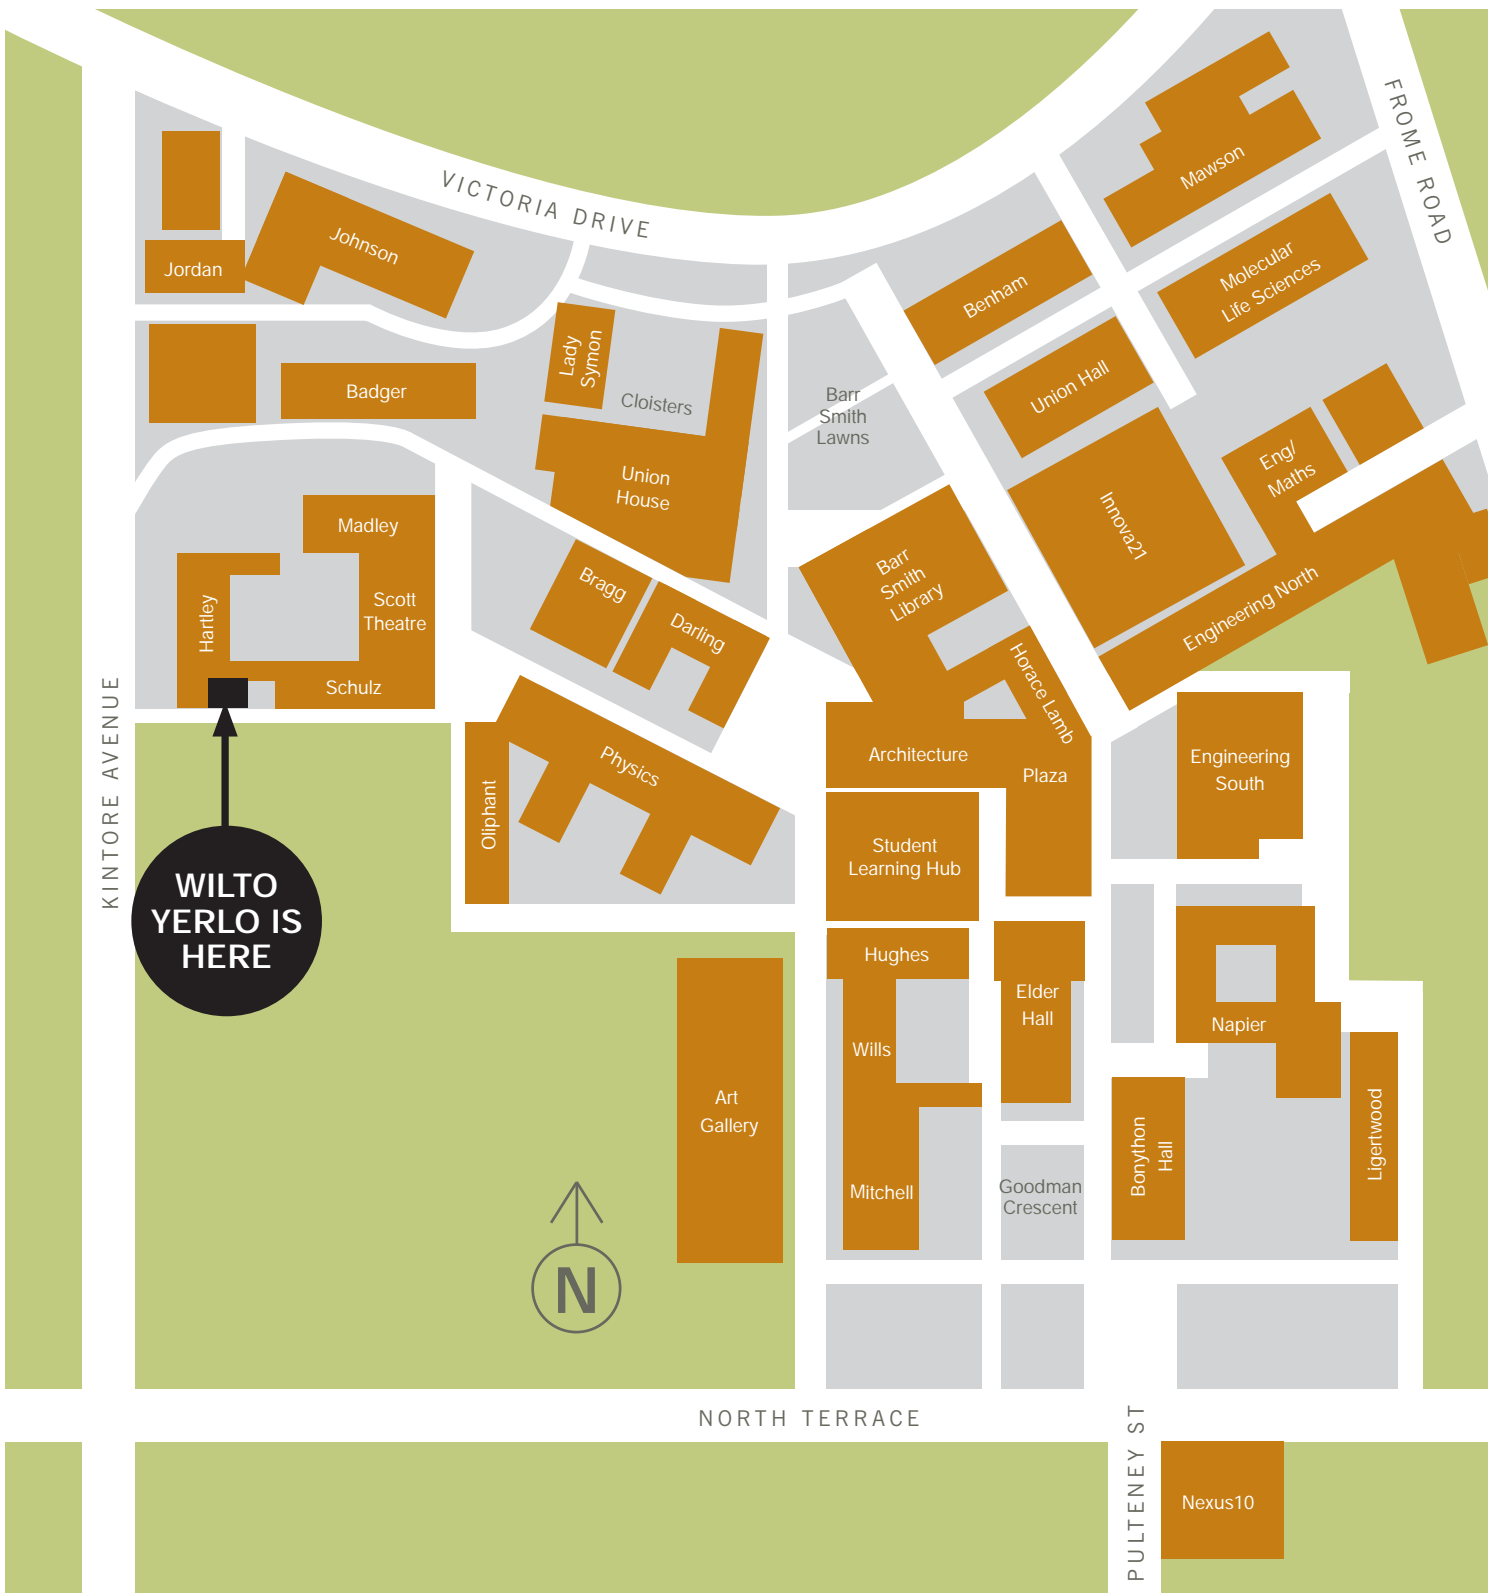 FROME ROAD
VICTORIA DRIVE
Mawson
Johnson
Jordan
Molecular
Life Sciences
Benham
Lady
Symon
Cloisters
Badger
Union Hall
Barr
Smith
Lawns
Union
House
Eng/
Maths
Innova21
Madley
Hartley
Scott
Theatre
Schulz
Bragg
Darling
Barr
Smith
Library
Engineering North
Horace Lamb
KINTORE AVENUE
Physics
Oliphant
Architecture
Plaza
Engineering
South
Student
Learning Hub
WILTO
YERLO IS
HERE
Hughes
Elder
Hall
Napier
Wills
Art
Gallery
Bonython
Hall
Ligertwood
Mitchell
Goodman
Crescent
N
NORTH TERRACE
PULTENEY ST
Nexus10